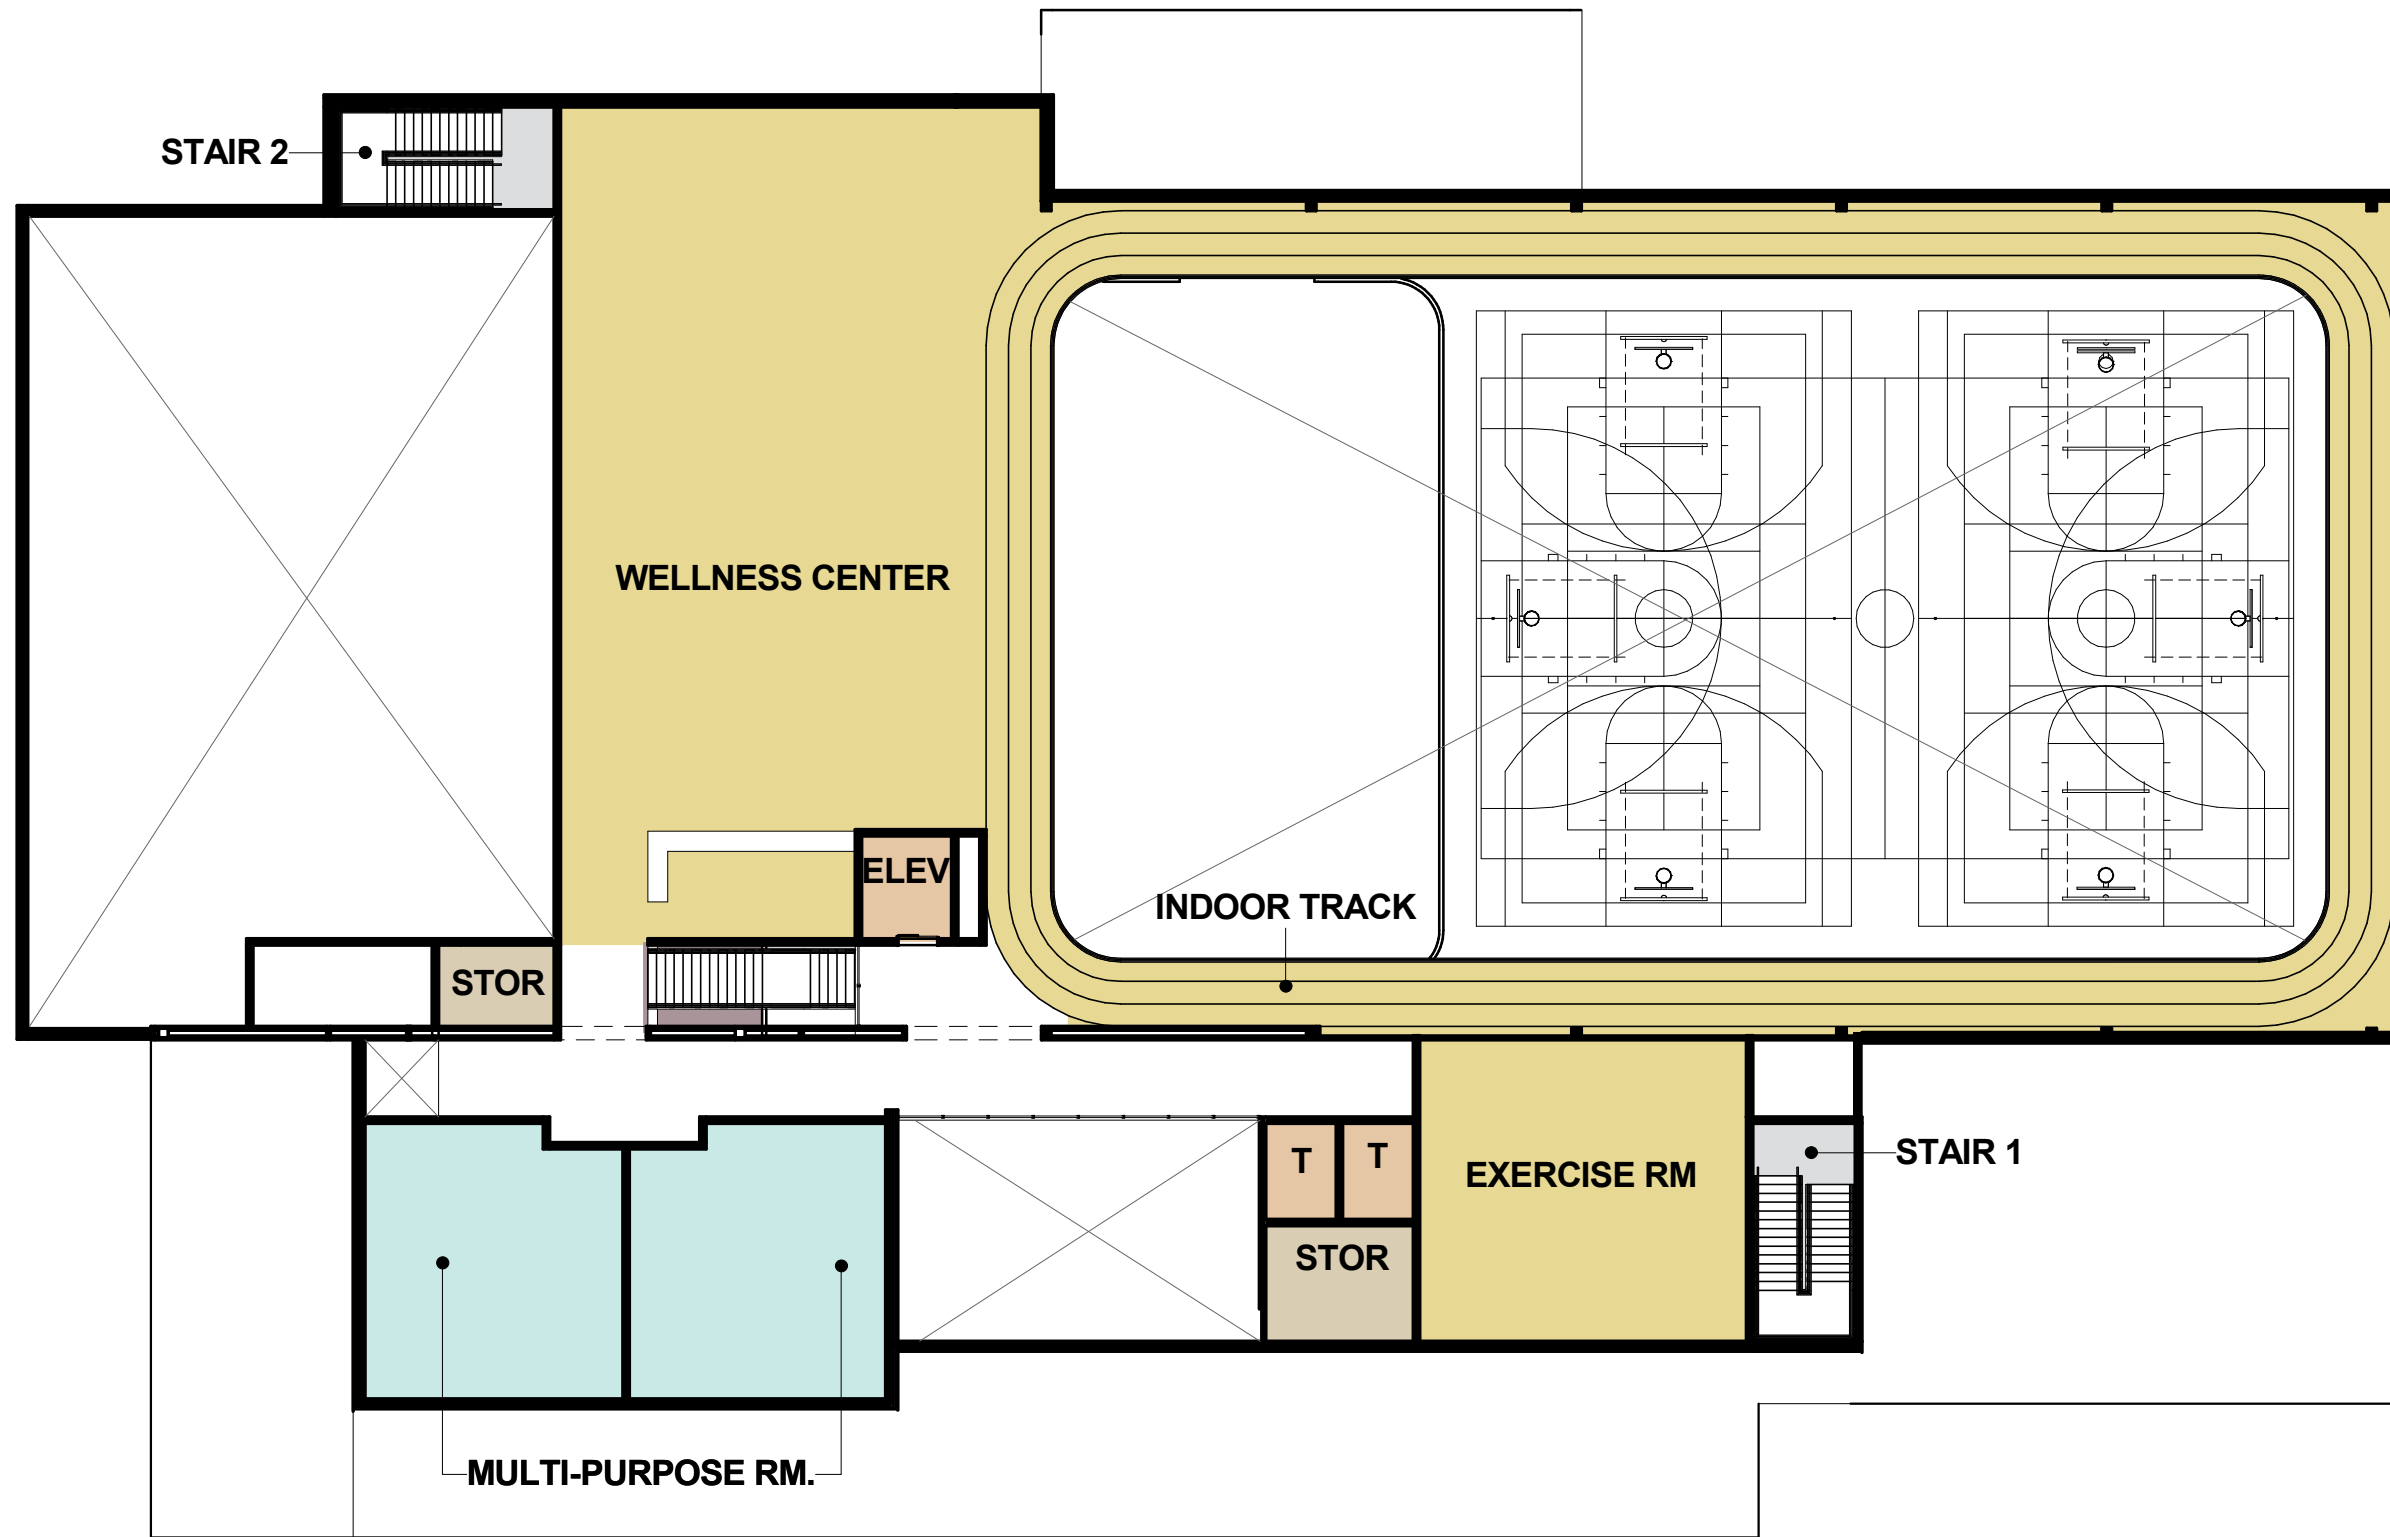 STAIR 2
WELLNESS CENTER
ELEV
INDOOR TRACK
STOR
T
T
EXERCISE RM
STAIR 1
STOR
MULTI-PURPOSE RM.